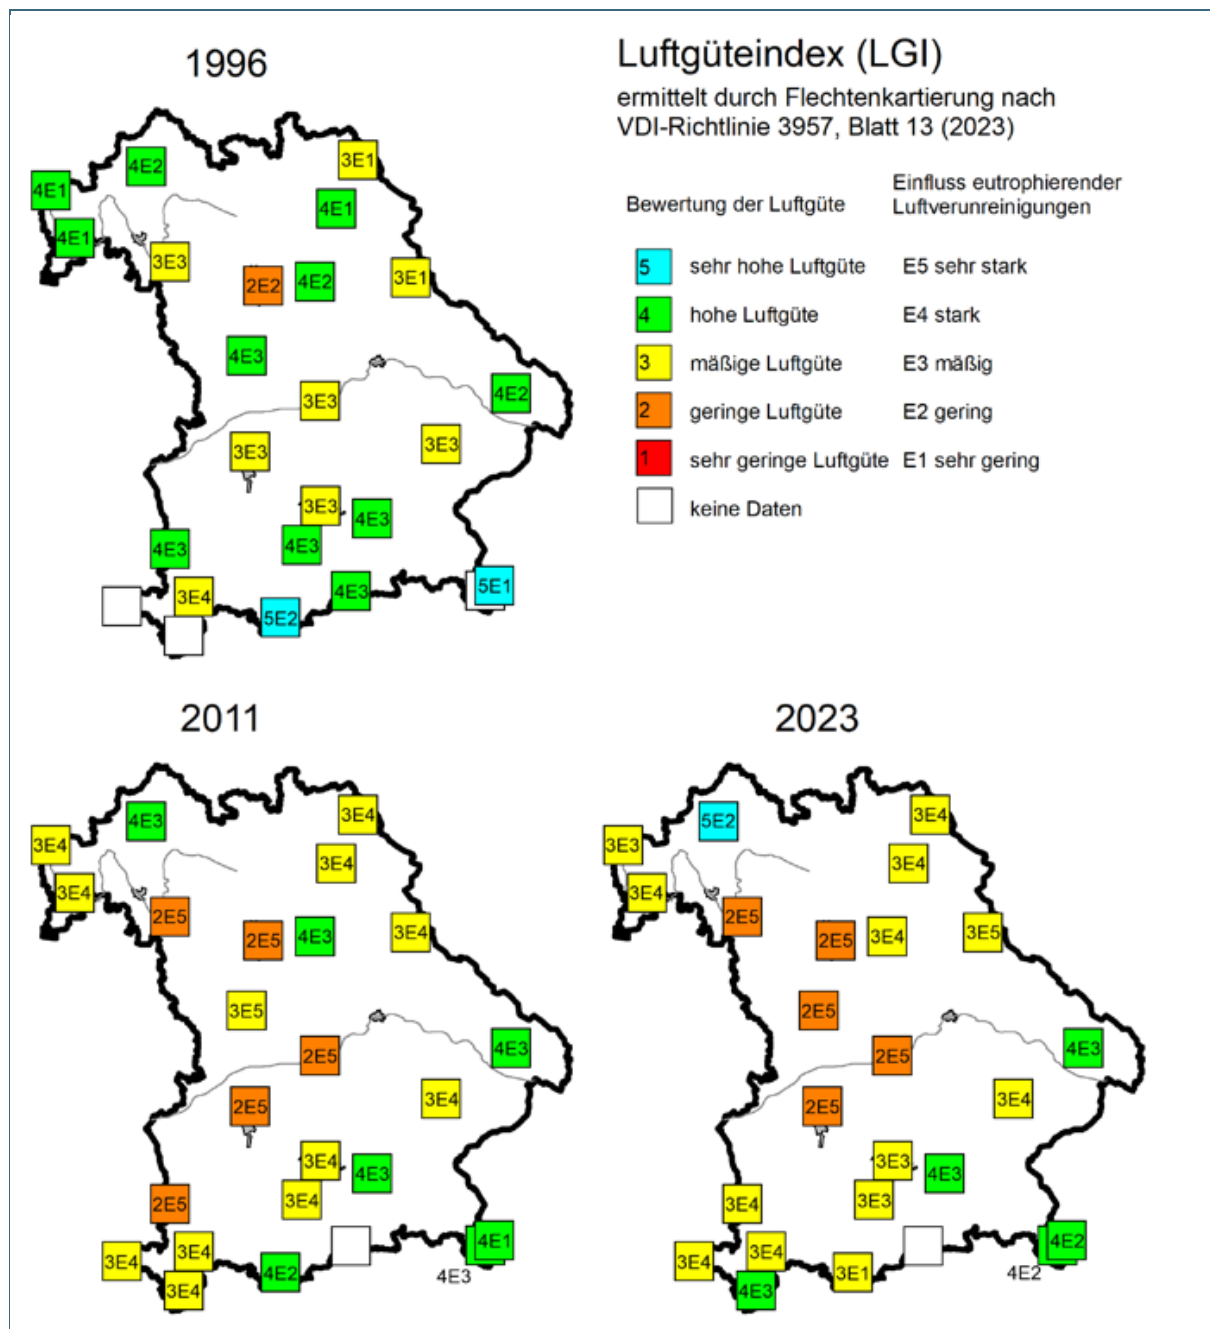 1996
Luftgüteindex (LGI)
ermittelt durch Flechtenkartierung nach
VDI-Richtlinie 3957, Blatt 13 (2023)
Bewertung der Luftgüte
Einfluss eutrophierender
Luftverunreinigungen
5 sehr hohe Luftgüte E5 sehr stark
4 hohe Luftgüte E4 stark
3 mäßige Luftgüte E3 mäßig
2 geringe Luftgüte E2 gering
1 sehr geringe Luftgüte E1 sehr gering
keine Daten
3E1
4E2
4E1
4E1
4E1
3E3
2E2
4E2
3E1
4E3
4E2
3E3
3E3
3E3
3E3
4E3
4E3
4E3
3E4
5E2
4E3
5E1
2011
3E4
4E3
3E4
3E4
3E4
2E5
2E5
4E3
3E4
3E5
4E3
2E5
2E5
3E4
3E4
4E3
3E4
2E5
3E4
3E4
3E4
4E2
4E1
4E3
2023
3E4
5E2
3E3
3E4
3E4
2E5
2E5
3E4
3E5
2E5
4E3
2E5
2E5
3E4
3E3
4E3
3E3
3E4
3E4
3E4
4E3
3E1
4E2
4E2